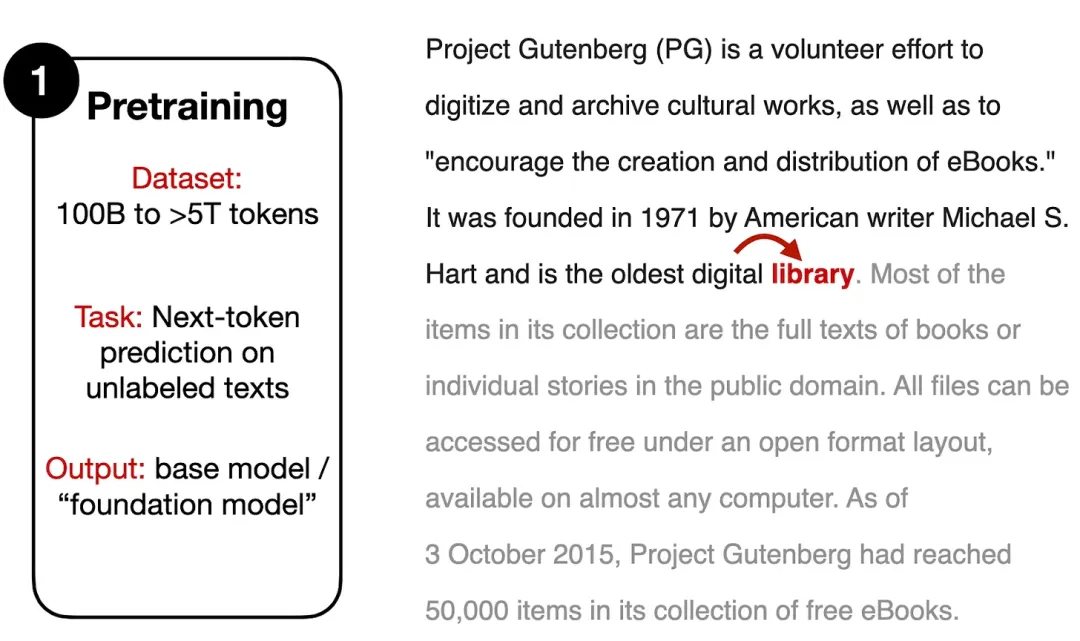 1
Pretraining
Dataset:
100B to >5T tokens
Task: Next-token
prediction on
unlabeled texts
Output: base model /
“foundation model”
Project Gutenberg (PG) is a volunteer effort to
digitize and archive cultural works, as well as to
"encourage the creation and distribution of eBooks."
It was founded in 1971 by American writer Michael S.
Hart and is the oldest digital library. Most of the
items in its collection are the full texts of books or
individual stories in the public domain. All files can be
accessed for free under an open format layout,
available on almost any computer. As of
3 October 2015, Project Gutenberg had reached
50,000 items in its collection of free eBooks.